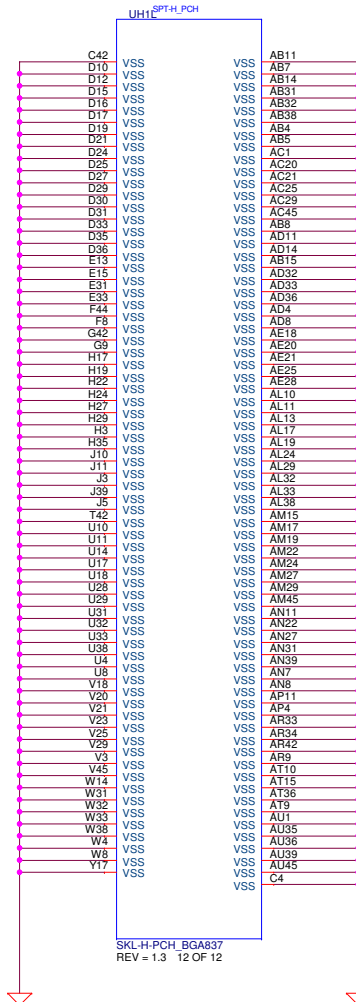 SPT-H_PCH
UH1L
C42 VSS VSS AB11
D10 VSS VSS AB7
D12 VSS VSS AB14
D15 VSS VSS AB31
D16 VSS VSS AB32
D17 VSS VSS AB38
D19 VSS VSS AB4
D21 VSS VSS AB5
D24 VSS VSS AC1
D25 VSS VSS AC20
D27 VSS VSS AC21
D29 VSS VSS AC25
D30 VSS VSS AC29
D31 VSS VSS AC45
D33 VSS VSS AB8
D35 VSS VSS AD11
D36 VSS VSS AD14
E13 VSS VSS AB15
E15 VSS VSS AD32
E31 VSS VSS AD33
E33 VSS VSS AD36
F44 VSS VSS AD4
F8 VSS VSS AD8
G42 VSS VSS AE18
G9 VSS VSS AE20
H17 VSS VSS AE21
H19 VSS VSS AE25
H22 VSS VSS AE28
H24 VSS VSS AL10
H27 VSS VSS AL11
H29 VSS VSS AL13
H3 VSS VSS AL17
H35 VSS VSS AL19
J10 VSS VSS AL24
J11 VSS VSS AL29
J3 VSS VSS AL32
J39 VSS VSS AL33
J5 VSS VSS AL38
T42 VSS VSS AM15
U10 VSS VSS AM17
U11 VSS VSS AM19
U14 VSS VSS AM22
U17 VSS VSS AM24
U18 VSS VSS AM27
U28 VSS VSS AM29
U29 VSS VSS AM45
U31 VSS VSS AN11
U32 VSS VSS AN22
U33 VSS VSS AN27
U38 VSS VSS AN31
U4 VSS VSS AN39
U8 VSS VSS AN7
V18 VSS VSS AN8
V20 VSS VSS AP11
V21 VSS VSS AP4
V23 VSS VSS AR33
V25 VSS VSS AR34
V29 VSS VSS AR42
V3 VSS VSS AR9
V45 VSS VSS AT10
W14 VSS VSS AT15
W31 VSS VSS AT36
W32 VSS VSS AT9
W33 VSS VSS AU1
W38 VSS VSS AU35
W4 VSS VSS AU36
W8 VSS VSS AU39
Y17 VSS VSS AU45
VSS C4
SKL-H-PCH_BGA837
REV = 1.3 12 OF 12